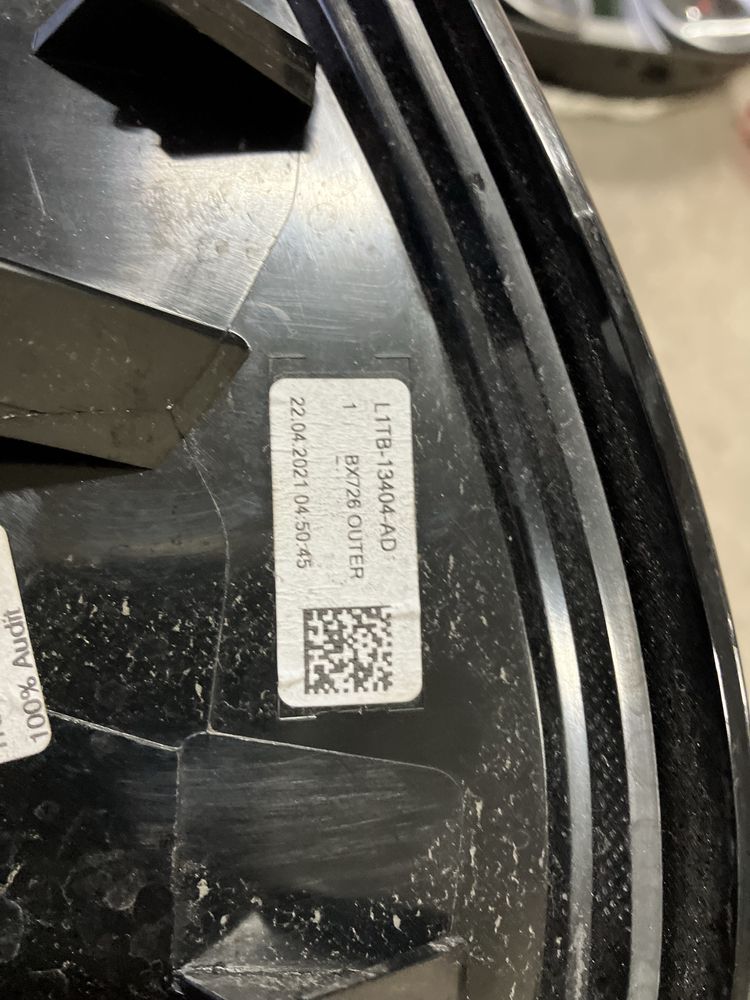 L1TB-13404-AD
1 BX726 OUTER
22.04.2021 04:50:45
100% Audit